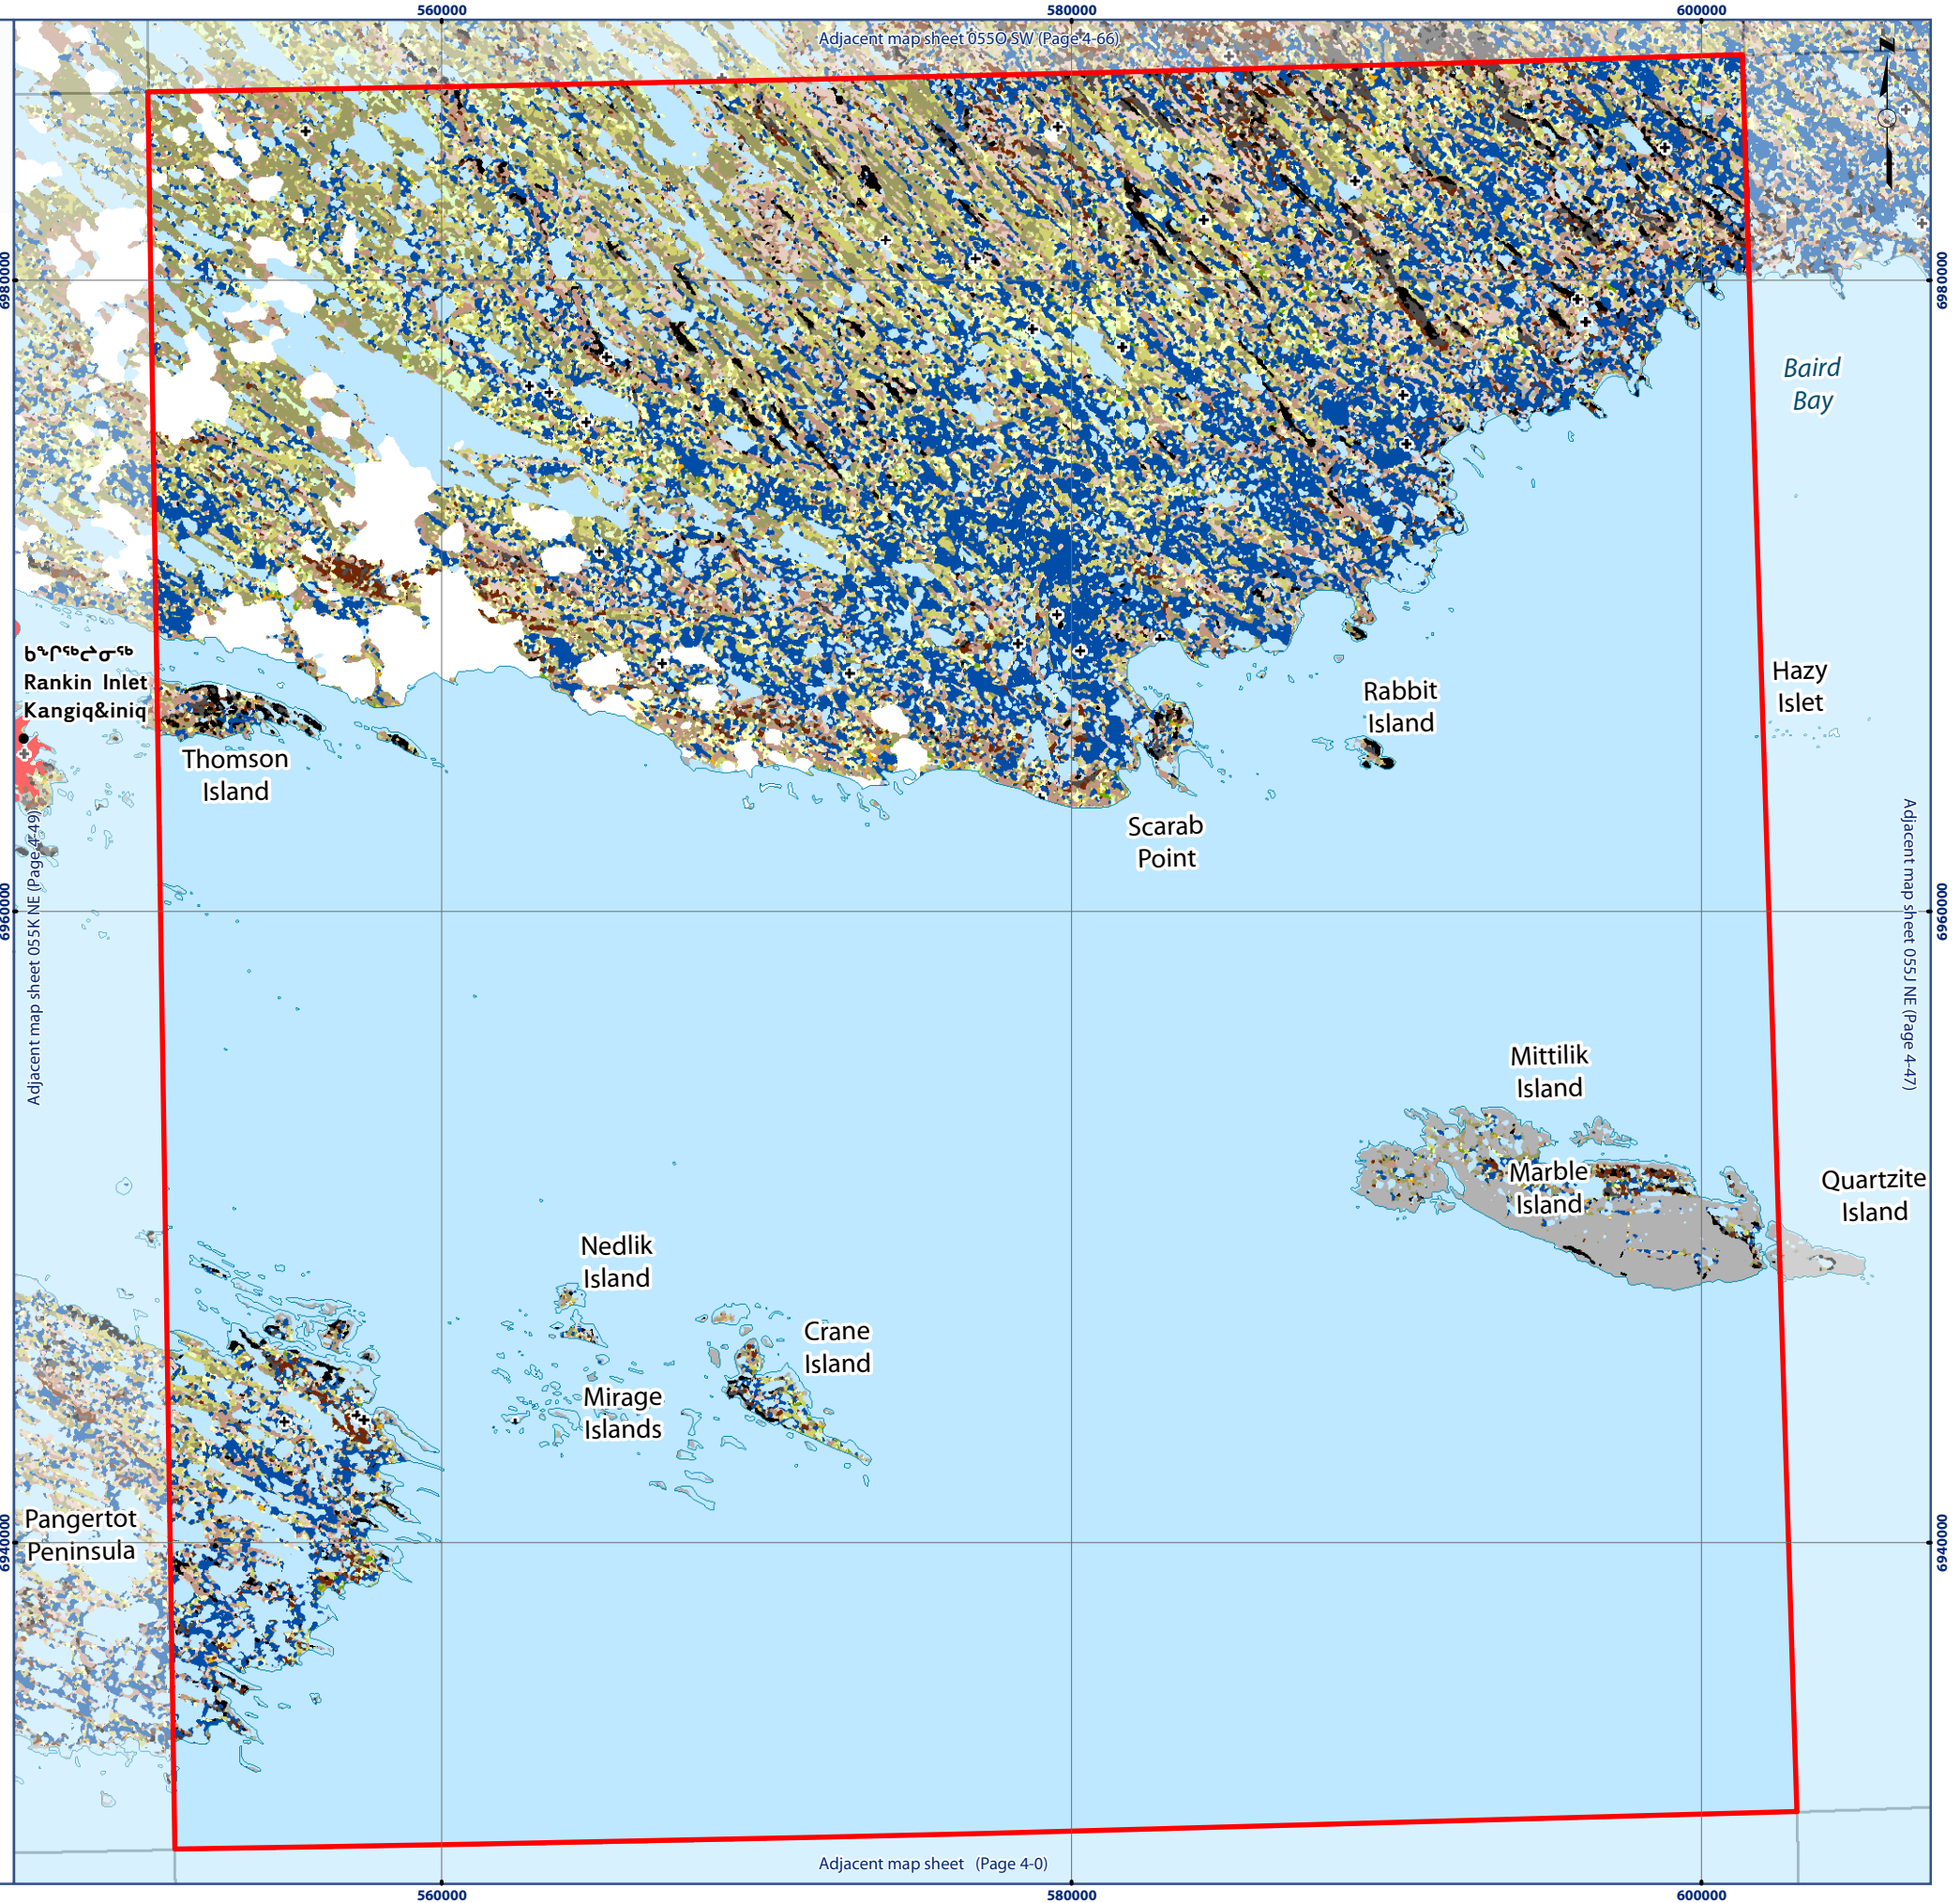 560000
580000
600000
Adjacent map sheet 055O SW (Page 4-66)
N
6980000
6980000
Baird
Bay
ᑲᖏᖅᖠᓂᖅ
Rankin Inlet
Kangiq&iniq
Thomson
Island
Rabbit
Island
Hazy
Islet
Scarab
Point
Adjacent map sheet 055K NE (Page 4-49)
Adjacent map sheet 055J NE (Page 4-47)
6960000
6960000
Mittilik
Island
Marble
Island
Quartzite
Island
Nedlik
Island
Crane
Island
Mirage
Islands
Pangertot
Peninsula
6940000
6940000
Adjacent map sheet (Page 4-0)
560000
580000
600000